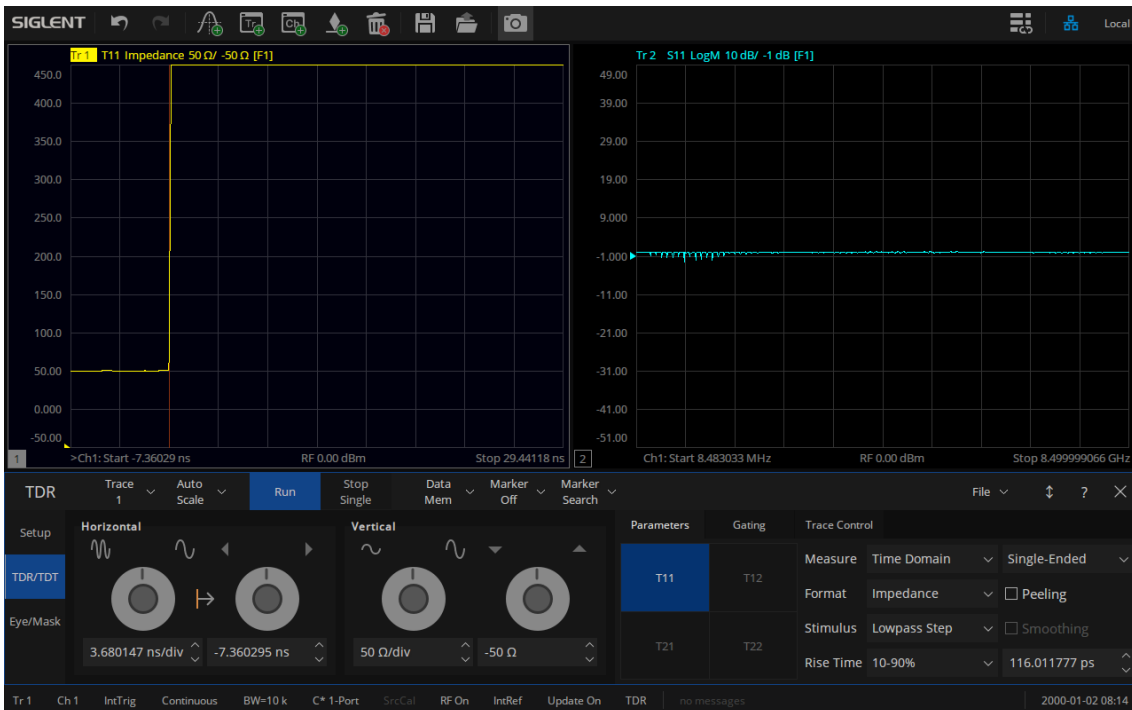 SIGLENT Tr Ch Local
Tr 1 T11 Impedance 50 Ω/ -50 Ω [F1]
450.0
400.0
350.0
300.0
250.0
200.0
150.0
100.0
50.00
0.000
-50.00
1 >Ch1: Start -7.36029 ns RF 0.00 dBm Stop 29.44118 ns
Tr 2 S11 LogM 10 dB/ -1 dB [F1]
49.00
39.00
29.00
19.00
9.000
-1.000
-11.00
-21.00
-31.00
-41.00
-51.00
2 Ch1: Start 8.483033 MHz RF 0.00 dBm Stop 8.499999066 GHz
TDR
Trace
1
Auto
Scale
Run
Stop
Single
Data
Mem
Marker
Off
Marker
Search
File ?
Setup
TDR/TDT
Eye/Mask
Horizontal
3.680147 ns/div -7.360295 ns
Vertical
50 Ω/div -50 Ω
Parameters Gating Trace Control
T11 T12
T21 T22
Measure Time Domain Single-Ended
Format Impedance Peeling
Stimulus Lowpass Step Smoothing
Rise Time 10-90% 116.011777 ps
Tr 1 Ch 1 IntTrig Continuous BW=10 k C* 1-Port SrcCal RF On IntRef Update On TDR no messages 2000-01-02 08:14